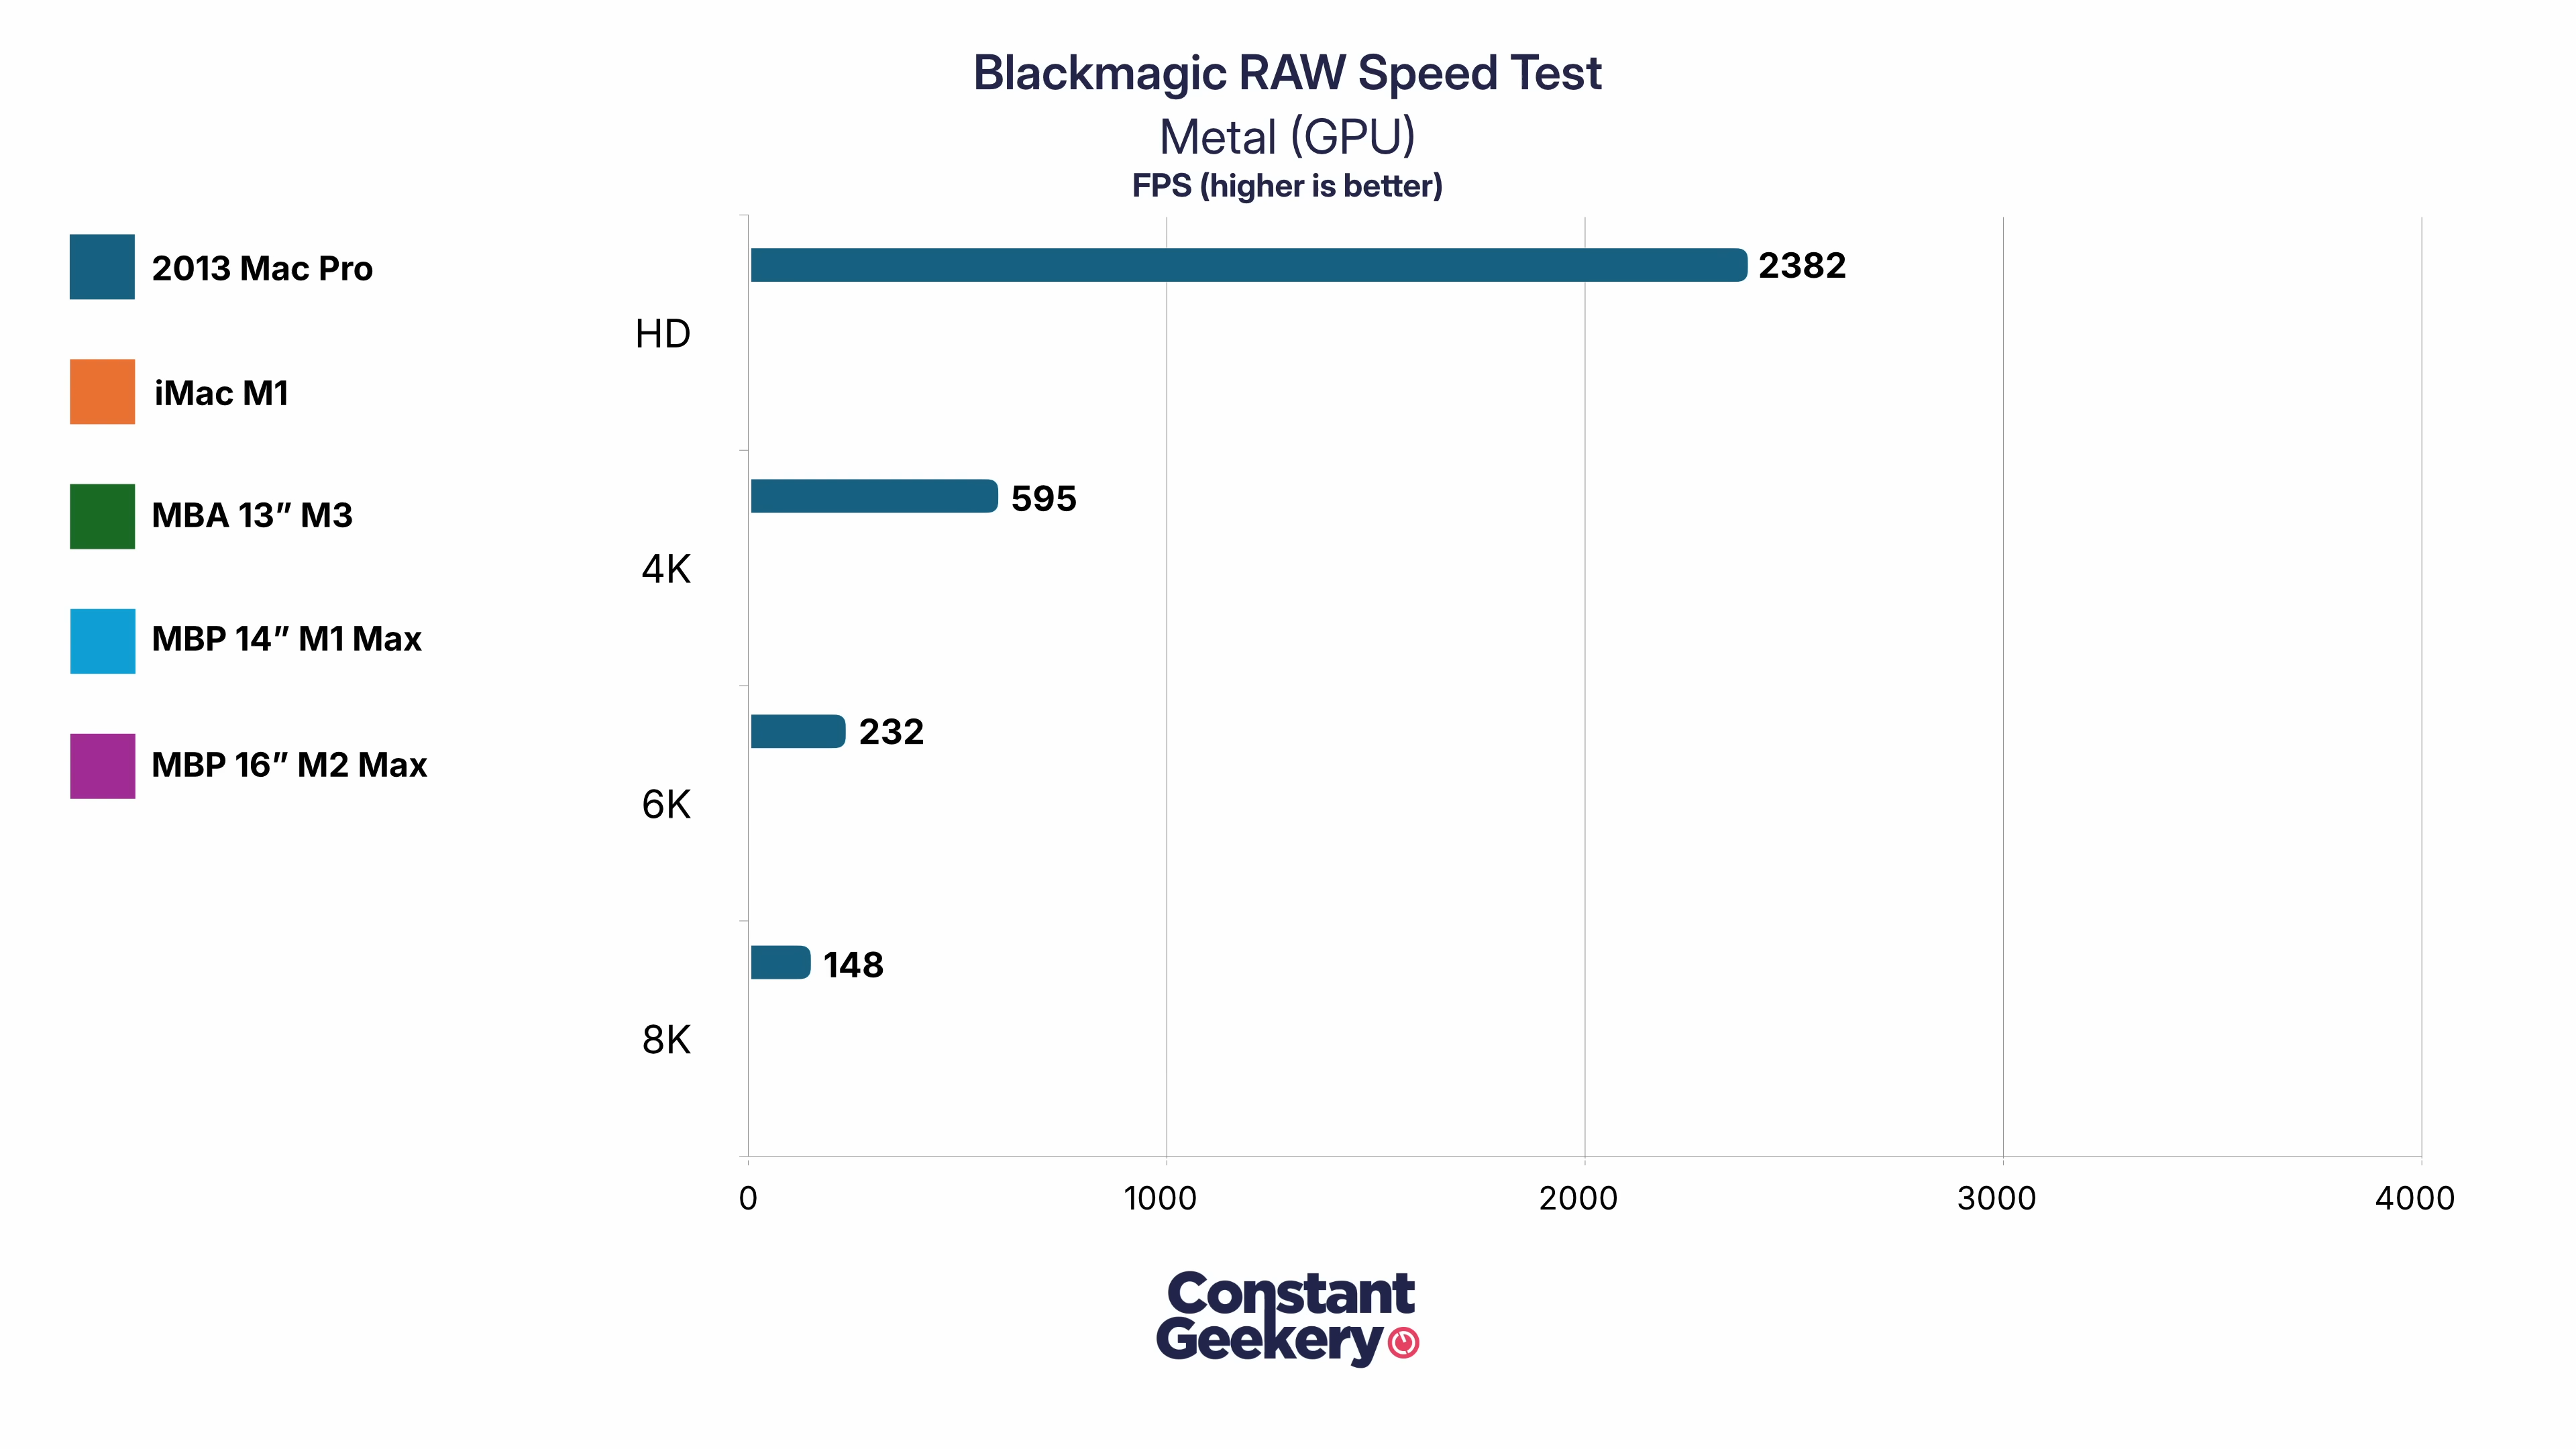 Blackmagic RAW Speed Test
Metal (GPU)
FPS (higher is better)
2013 Mac Pro
iMac M1
MBA 13” M3
MBP 14” M1 Max
MBP 16” M2 Max
HD
2382
4K
595
6K
232
8K
148
0 1000 2000 3000 4000
Constant
Geekery